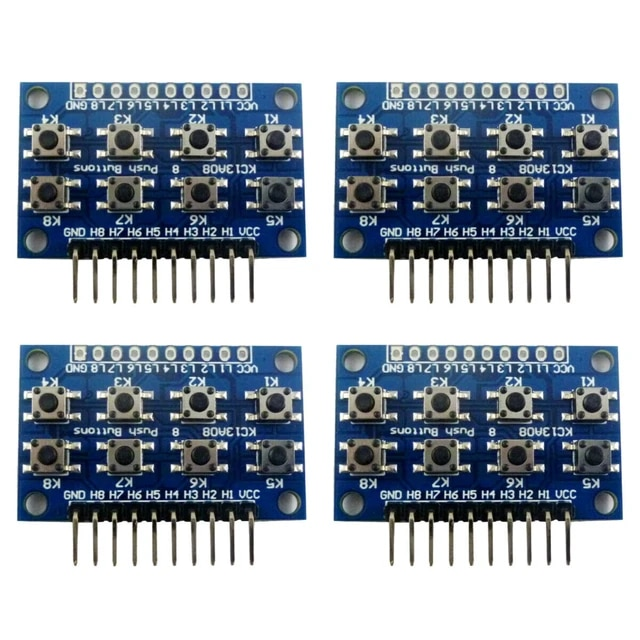 VCC L1 L2 L3 L4 L5 L6 L7 L8 GND
K1 K2 K3 K4
KC13A08 8 Push Buttons
K5 K6 K7 K8
GND H8 H7 H6 H5 H4 H3 H2 H1 VCC
VCC L1 L2 L3 L4 L5 L6 L7 L8 GND
K1 K2 K3 K4
KC13A08 8 Push Buttons
K5 K6 K7 K8
GND H8 H7 H6 H5 H4 H3 H2 H1 VCC
VCC L1 L2 L3 L4 L5 L6 L7 L8 GND
K1 K2 K3 K4
KC13A08 8 Push Buttons
K5 K6 K7 K8
GND H8 H7 H6 H5 H4 H3 H2 H1 VCC
VCC L1 L2 L3 L4 L5 L6 L7 L8 GND
K1 K2 K3 K4
KC13A08 8 Push Buttons
K5 K6 K7 K8
GND H8 H7 H6 H5 H4 H3 H2 H1 VCC